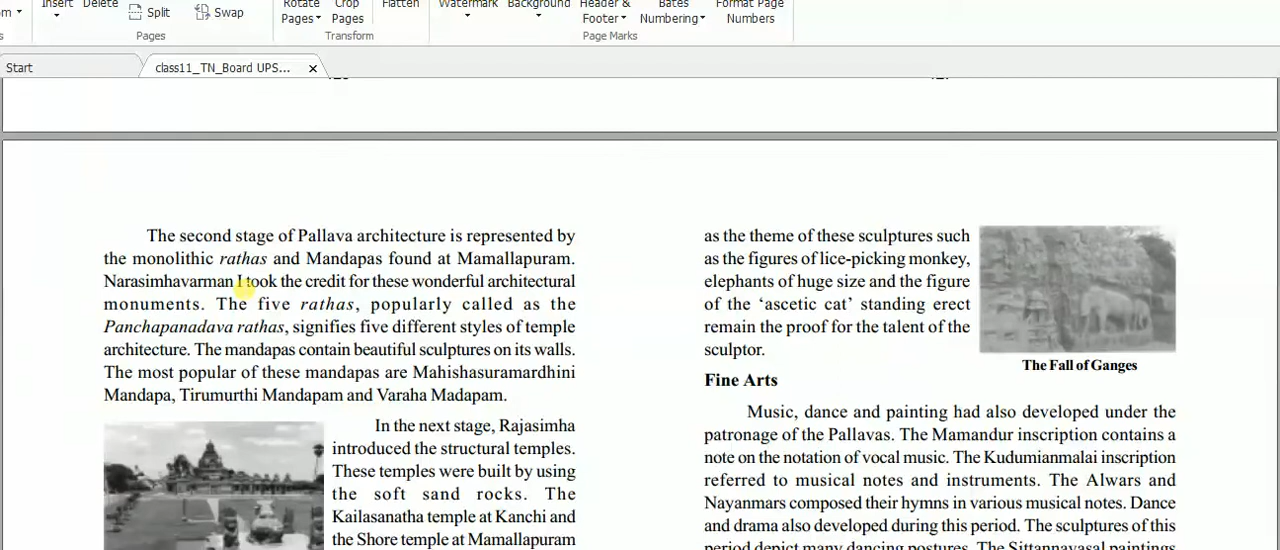 Insert Delete Split Swap Rotate Pages Crop Pages Flatten Watermark Background Header & Footer Bates Numbering Format Page Numbers
Pages Transform Page Marks
Start class11_TN_Board UPS... ×
The second stage of Pallava architecture is represented by
the monolithic rathas and Mandapas found at Mamallapuram.
Narasimhavarman I took the credit for these wonderful architectural
monuments. The five rathas, popularly called as the
Panchapanadava rathas, signifies five different styles of temple
architecture. The mandapas contain beautiful sculptures on its walls.
The most popular of these mandapas are Mahishasuramardhini
Mandapa, Tirumurthi Mandapam and Varaha Madapam.
In the next stage, Rajasimha
introduced the structural temples.
These temples were built by using
the soft sand rocks. The
Kailasanatha temple at Kanchi and
the Shore temple at Mamallapuram
as the theme of these sculptures such
as the figures of lice-picking monkey,
elephants of huge size and the figure
of the ‘ascetic cat’ standing erect
remain the proof for the talent of the
sculptor.
The Fall of Ganges
Fine Arts
Music, dance and painting had also developed under the
patronage of the Pallavas. The Mamandur inscription contains a
note on the notation of vocal music. The Kudumianmalai inscription
referred to musical notes and instruments. The Alwars and
Nayanmars composed their hymns in various musical notes. Dance
and drama also developed during this period. The sculptures of this
period depict many dancing postures. The Sittannavasal paintings